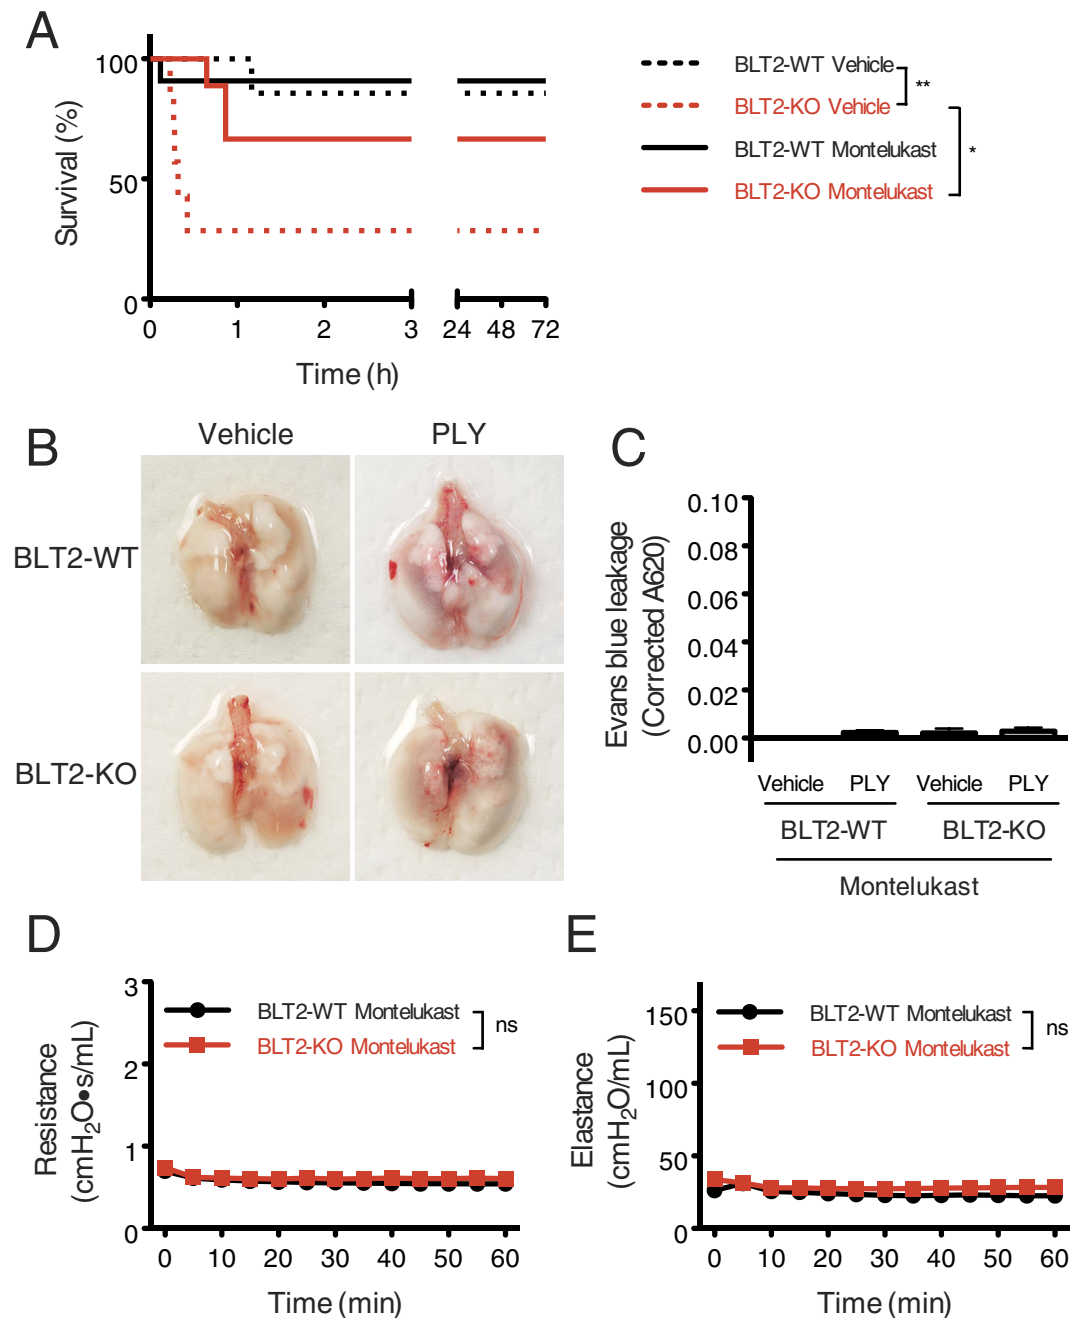 A
Survival (%)
100
50
0
0 1 2 3 24 48 72
Time (h)
BLT2-WT Vehicle
BLT2-KO Vehicle
BLT2-WT Montelukast
BLT2-KO Montelukast
**
*
B
Vehicle PLY
BLT2-WT
BLT2-KO
C
Evans blue leakage
(Corrected A620)
0.10
0.08
0.06
0.04
0.02
0.00
Vehicle PLY Vehicle PLY
BLT2-WT BLT2-KO
Montelukast
D
Resistance
(cmH2O•s/mL)
3
2
1
0
BLT2-WT Montelukast
BLT2-KO Montelukast
ns
0 10 20 30 40 50 60
Time (min)
E
Elastance
(cmH2O/mL)
150
100
50
0
BLT2-WT Montelukast
BLT2-KO Montelukast
ns
0 10 20 30 40 50 60
Time (min)